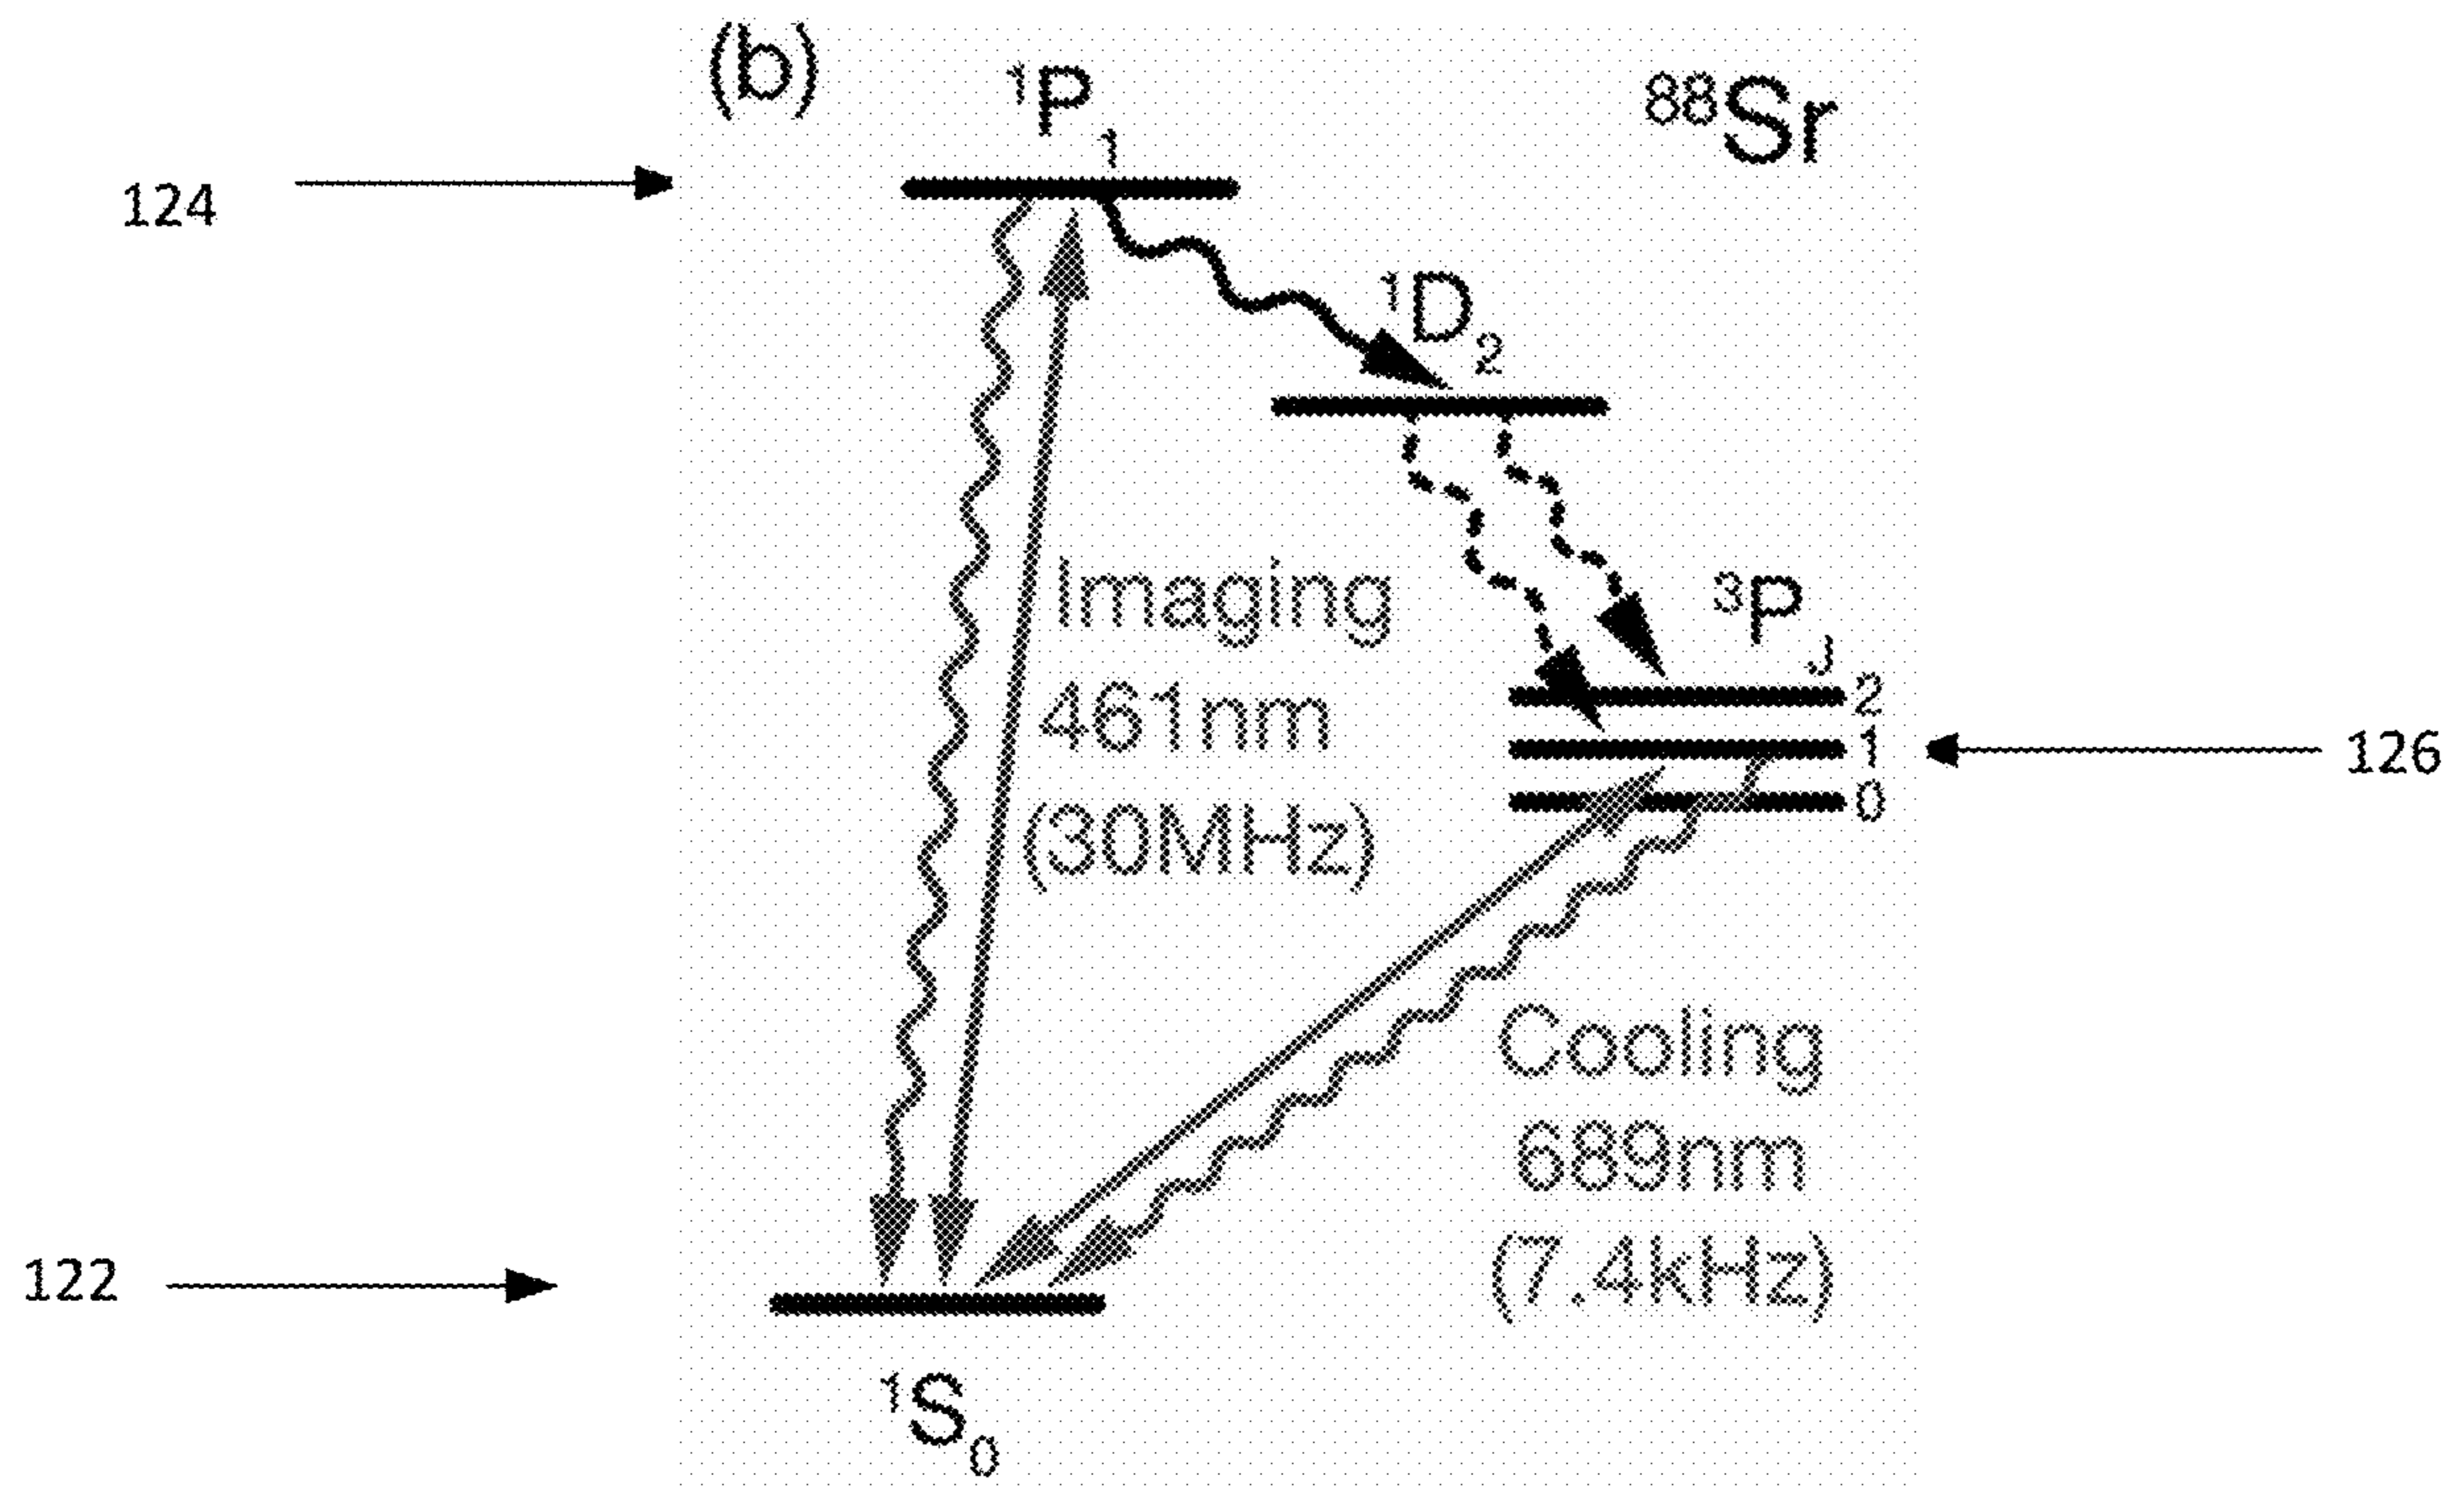 (b)
¹P₁
⁸⁸Sr
124
¹D₂
Imaging
461nm
(30MHz)
³P_J
2
1
0
126
Cooling
689nm
(7.4kHz)
122
¹S₀